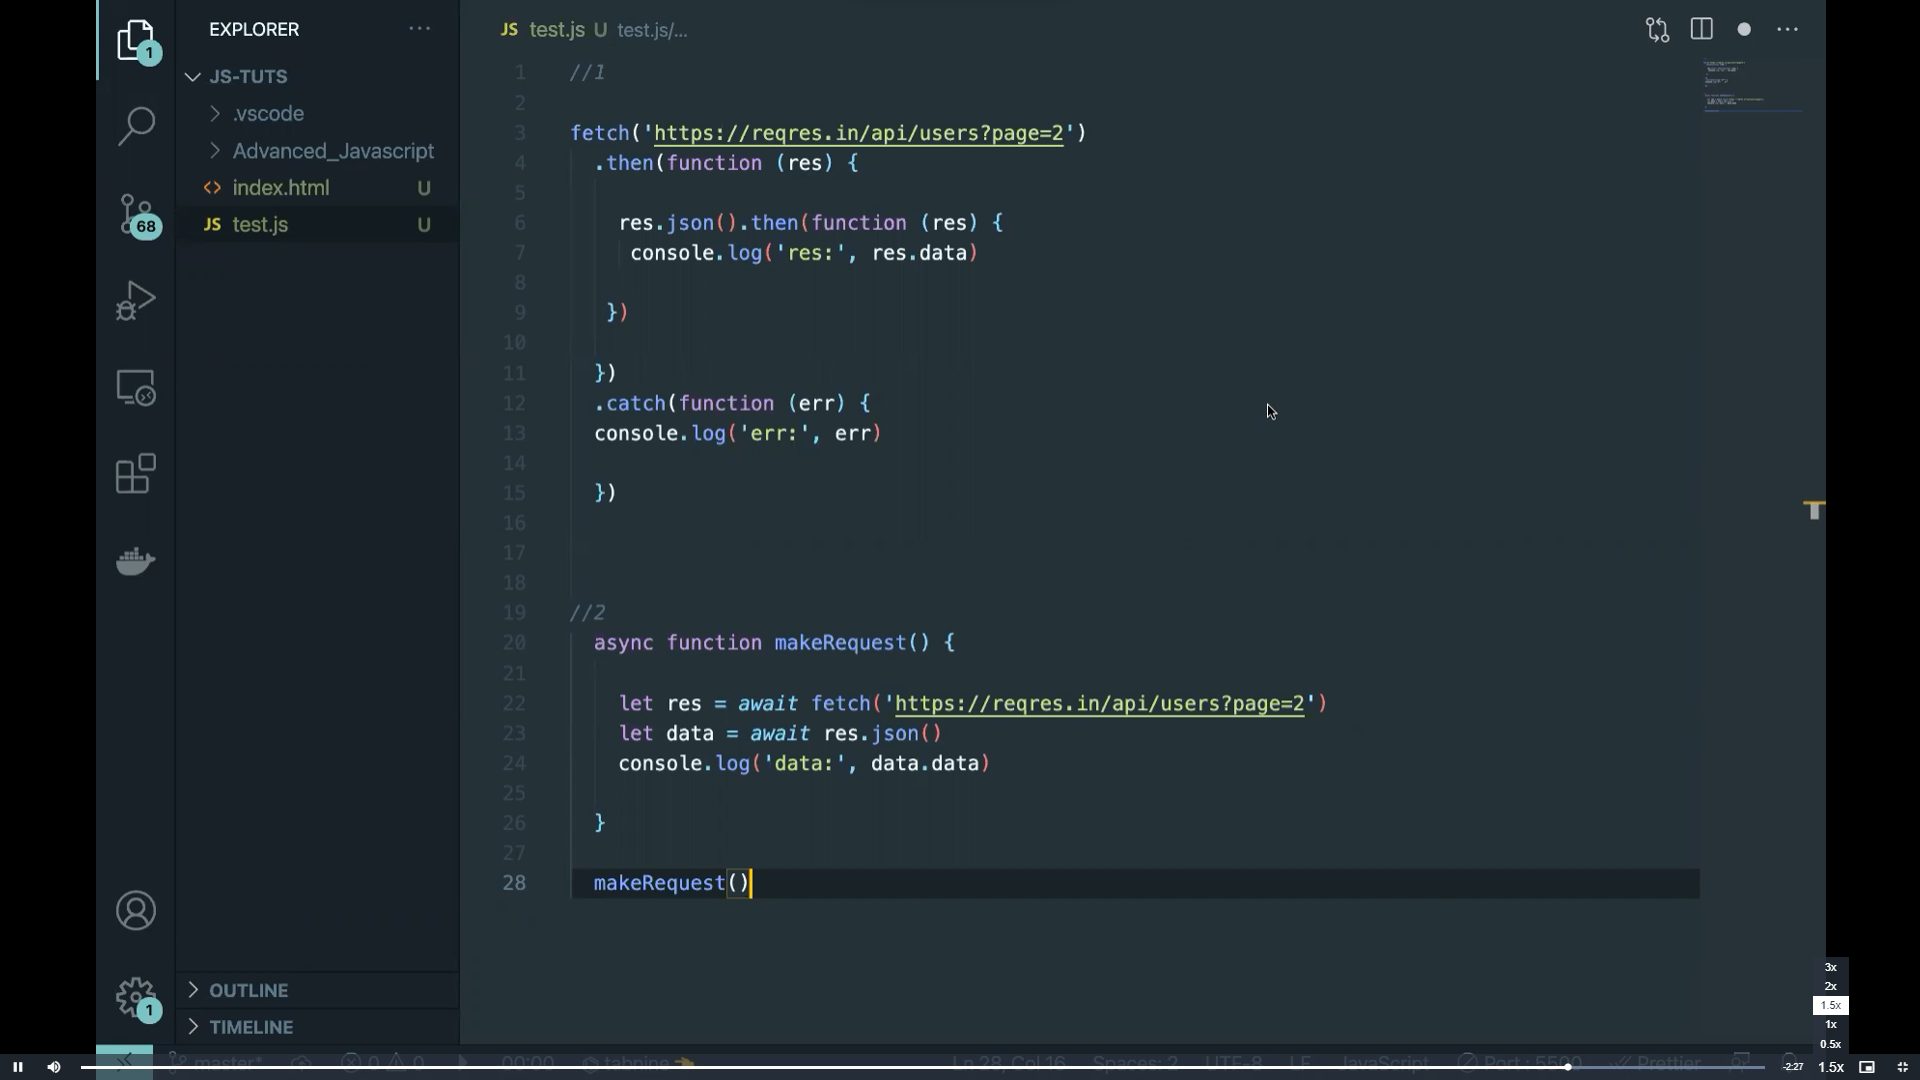 EXPLORER ...
JS-TUTS
.vscode
Advanced_Javascript
<> index.html U
JS test.js U
OUTLINE
TIMELINE
1
68
1
JS test.js U test.js/...
1 //1
2
3 fetch('https://reqres.in/api/users?page=2')
4 .then(function (res) {
5
6 res.json().then(function (res) {
7 console.log('res:', res.data)
8
9 })
10
11 })
12 .catch(function (err) {
13 console.log('err:', err)
14
15 })
16
17
18
19 //2
20 async function makeRequest() {
21
22 let res = await fetch('https://reqres.in/api/users?page=2')
23 let data = await res.json()
24 console.log('data:', data.data)
25
26 }
27
28 makeRequest()
3x
2x
1.5x
1x
0.5x
master* 0 0 00:00 tabnine Ln 28, Col 16 Spaces: 2 UTF-8 LF JavaScript Port : 5500 Prettier
-2:27 1.5x